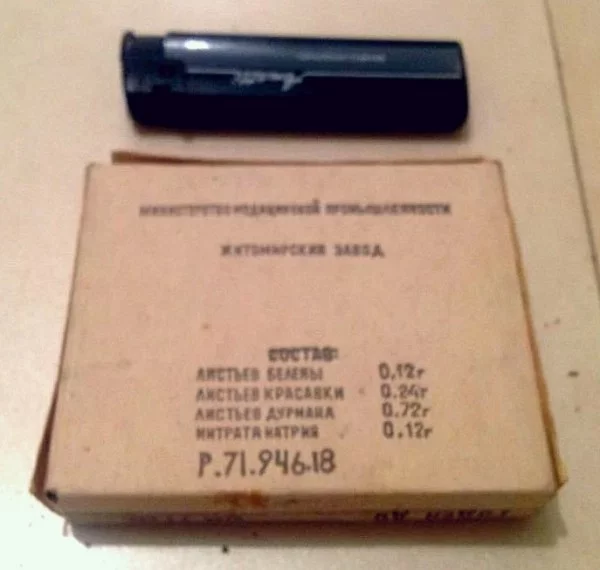 МИНИСТЕРСТВО МЕДИЦИНСКОЙ ПРОМЫШЛЕННОСТИ
ЖИТОМИРСКИЙ ЗАВОД
СОСТАВ:
ЛИСТЬЕВ БЕЛЕНЫ 0,12г
ЛИСТЬЕВ КРАСАВКИ 0.24г
ЛИСТЬЕВ ДУРМАНА 0.72г
НИТРАТА НАТРИЯ 0.12г
Р.71.946.18